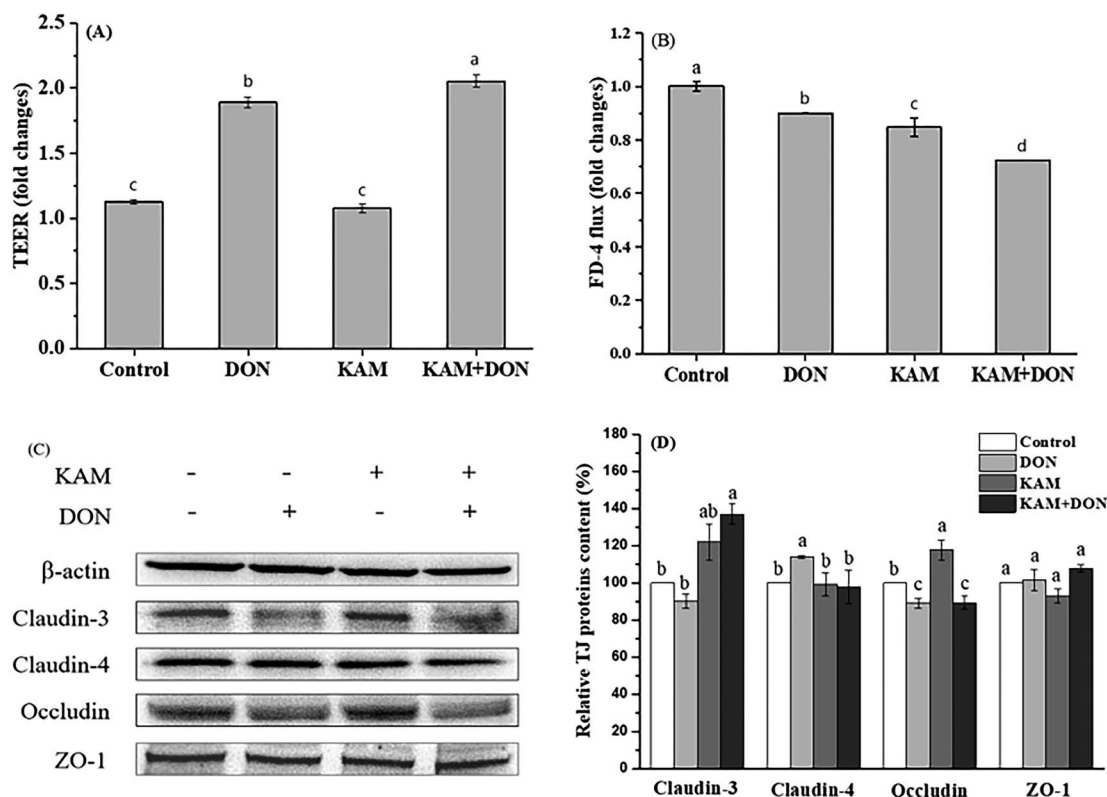 (A)
TEER (fold changes)
2.5
2.0
1.5
1.0
0.5
0.0
c
b
c
a
Control DON KAM KAM+DON
(B)
FD-4 flux (fold changes)
1.2
1.0
0.8
0.6
0.4
0.2
0.0
a
b
c
d
Control DON KAM KAM+DON
(C)
KAM - - + +
DON - + - +
β-actin
Claudin-3
Claudin-4
Occludin
ZO-1
(D)
Relative TJ proteins content (%)
180
160
140
120
100
80
60
40
20
0
Control
DON
KAM
KAM+DON
b b ab a
b a b b
b c a c
a a a a
Claudin-3 Claudin-4 Occludin ZO-1